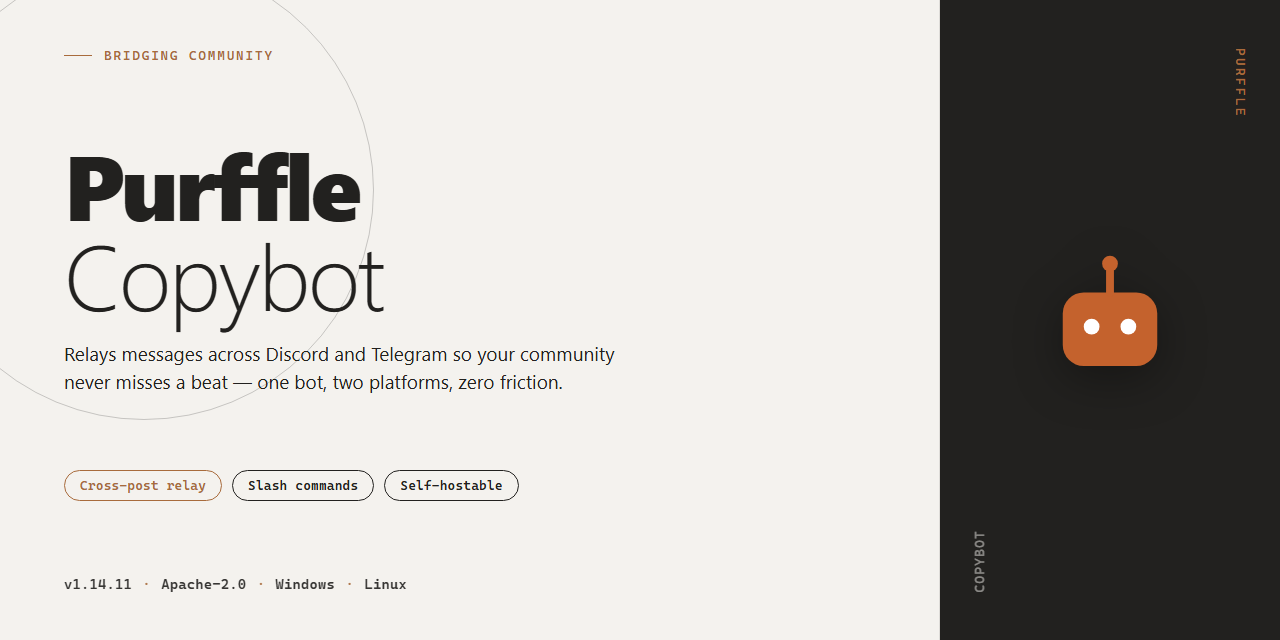 BRIDGING COMMUNITY
Purffle
Copybot
Relays messages across Discord and Telegram so your community
never misses a beat — one bot, two platforms, zero friction.
Cross-post relay
Slash commands
Self-hostable
v1.14.11 · Apache-2.0 · Windows · Linux
PURFFLE
COPYBOT